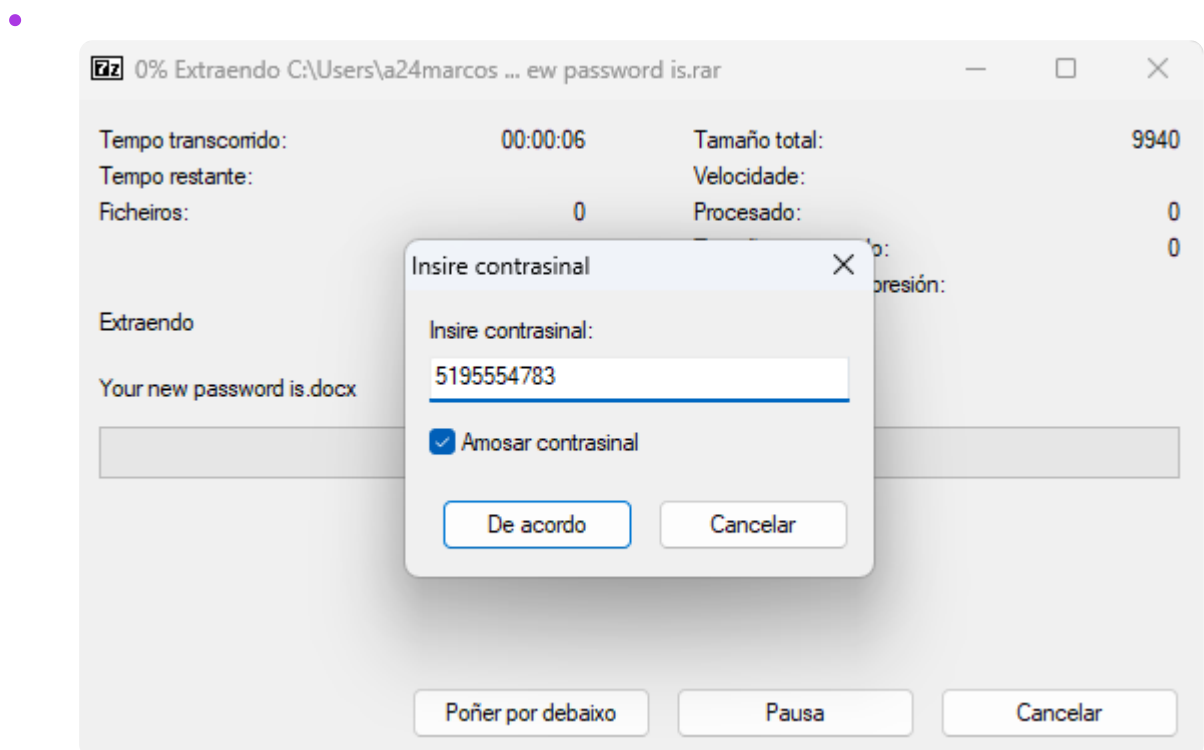 7z 0% Extraendo C:\Users\a24marcos ... ew password is.rar
Tempo transcorrido: 00:00:06 Tamaño total: 9940
Tempo restante: Velocidade:
Ficheiros: 0 Procesado: 0
0
Insire contrasinal
Extraendo
Insire contrasinal:
5195554783
Your new password is.docx
Amosar contrasinal
De acordo Cancelar
Poñer por debaixo Pausa Cancelar